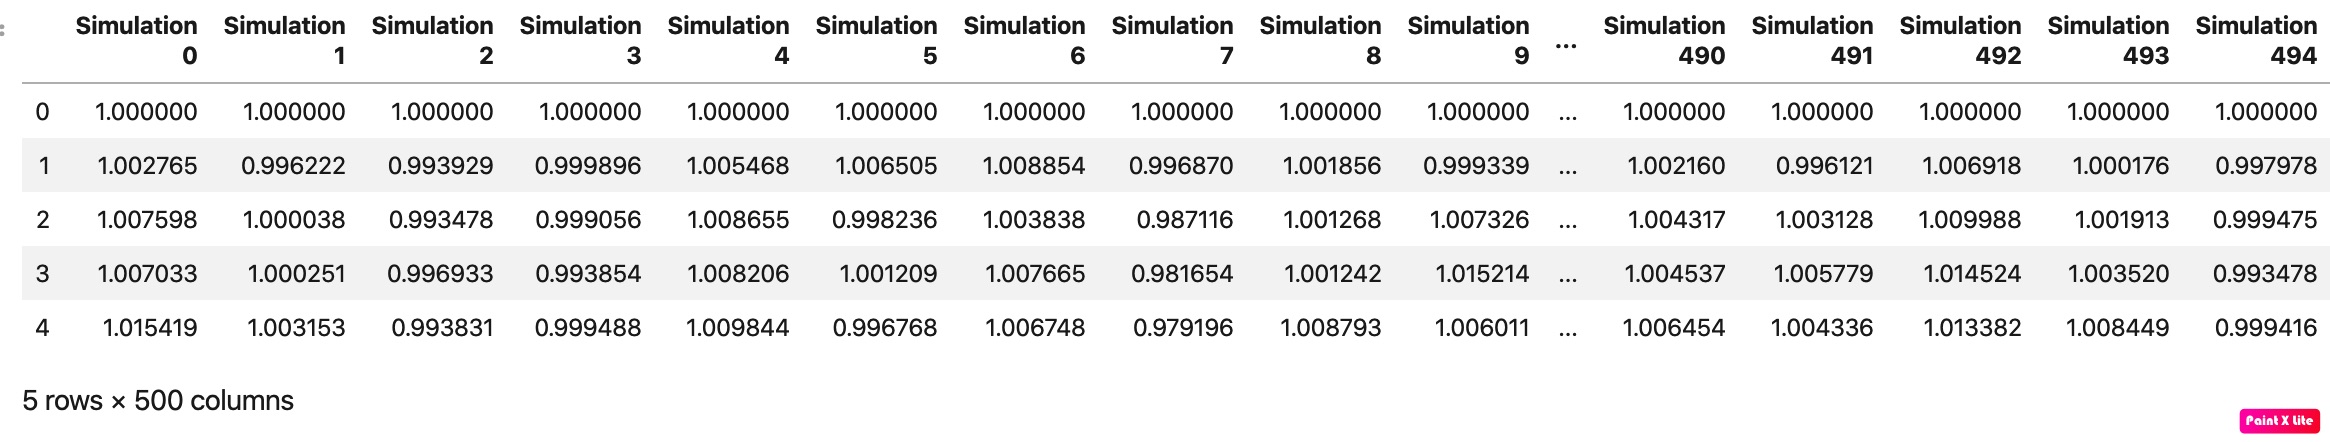 Simulation Simulation Simulation Simulation Simulation Simulation Simulation Simulation Simulation Simulation ... Simulation Simulation Simulation Simulation Simulation
0 1 2 3 4 5 6 7 8 9 490 491 492 493 494
0 1.000000 1.000000 1.000000 1.000000 1.000000 1.000000 1.000000 1.000000 1.000000 1.000000 ... 1.000000 1.000000 1.000000 1.000000 1.000000
1 1.002765 0.996222 0.993929 0.999896 1.005468 1.006505 1.008854 0.996870 1.001856 0.999339 ... 1.002160 0.996121 1.006918 1.000176 0.997978
2 1.007598 1.000038 0.993478 0.999056 1.008655 0.998236 1.003838 0.987116 1.001268 1.007326 ... 1.004317 1.003128 1.009988 1.001913 0.999475
3 1.007033 1.000251 0.996933 0.993854 1.008206 1.001209 1.007665 0.981654 1.001242 1.015214 ... 1.004537 1.005779 1.014524 1.003520 0.993478
4 1.015419 1.003153 0.993831 0.999488 1.009844 0.996768 1.006748 0.979196 1.008793 1.006011 ... 1.006454 1.004336 1.013382 1.008449 0.999416
5 rows × 500 columns
Paint X Lite